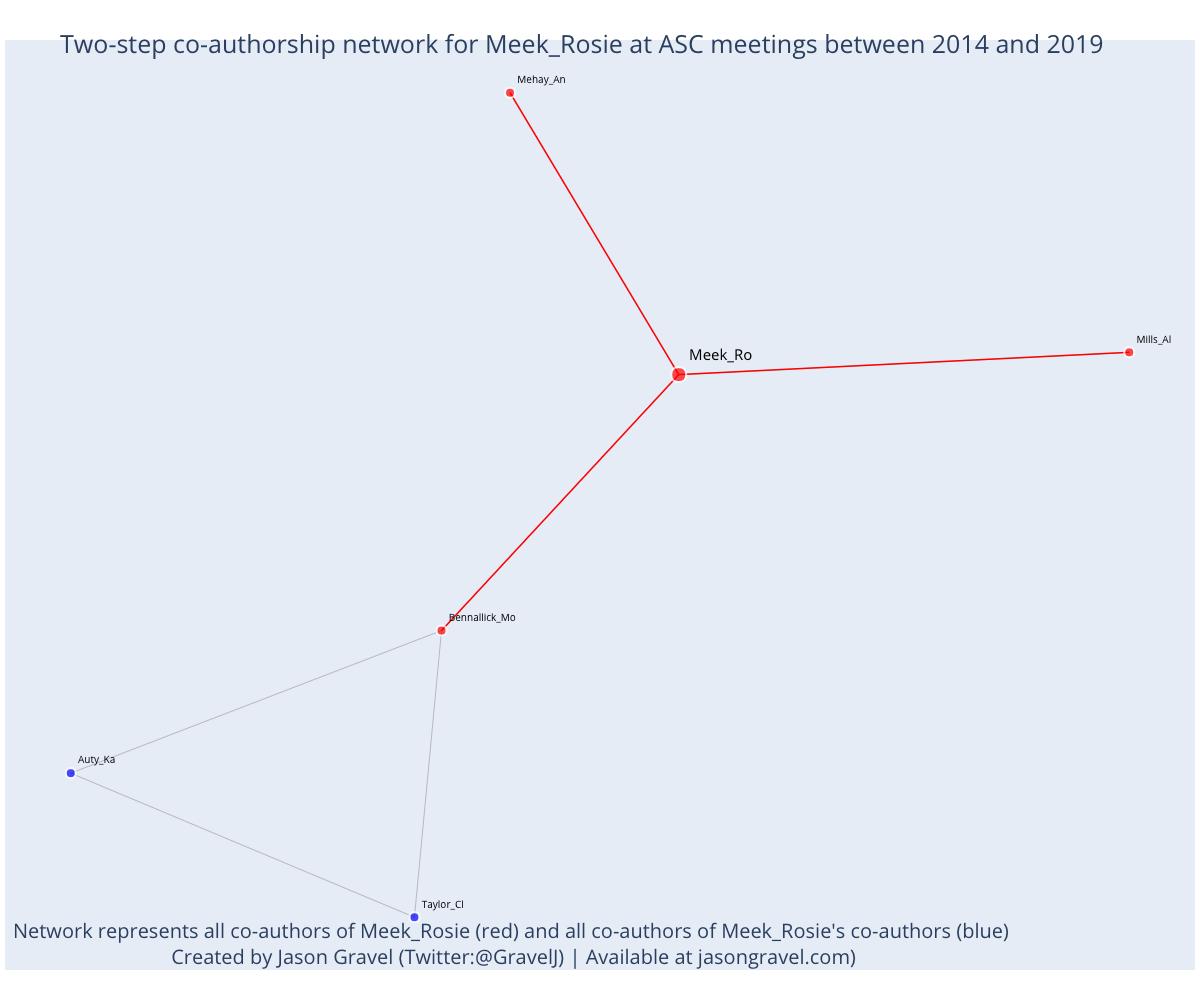 Two-step co-authorship network for Meek_Rosie at ASC meetings between 2014 and 2019
Mehay_An
Mills_Al
Meek_Ro
Bennallick_Mo
Auty_Ka
Taylor_Cl
Network represents all co-authors of Meek_Rosie (red) and all co-authors of Meek_Rosie's co-authors (blue)
Created by Jason Gravel (Twitter:@GravelJ) | Available at jasongravel.com)